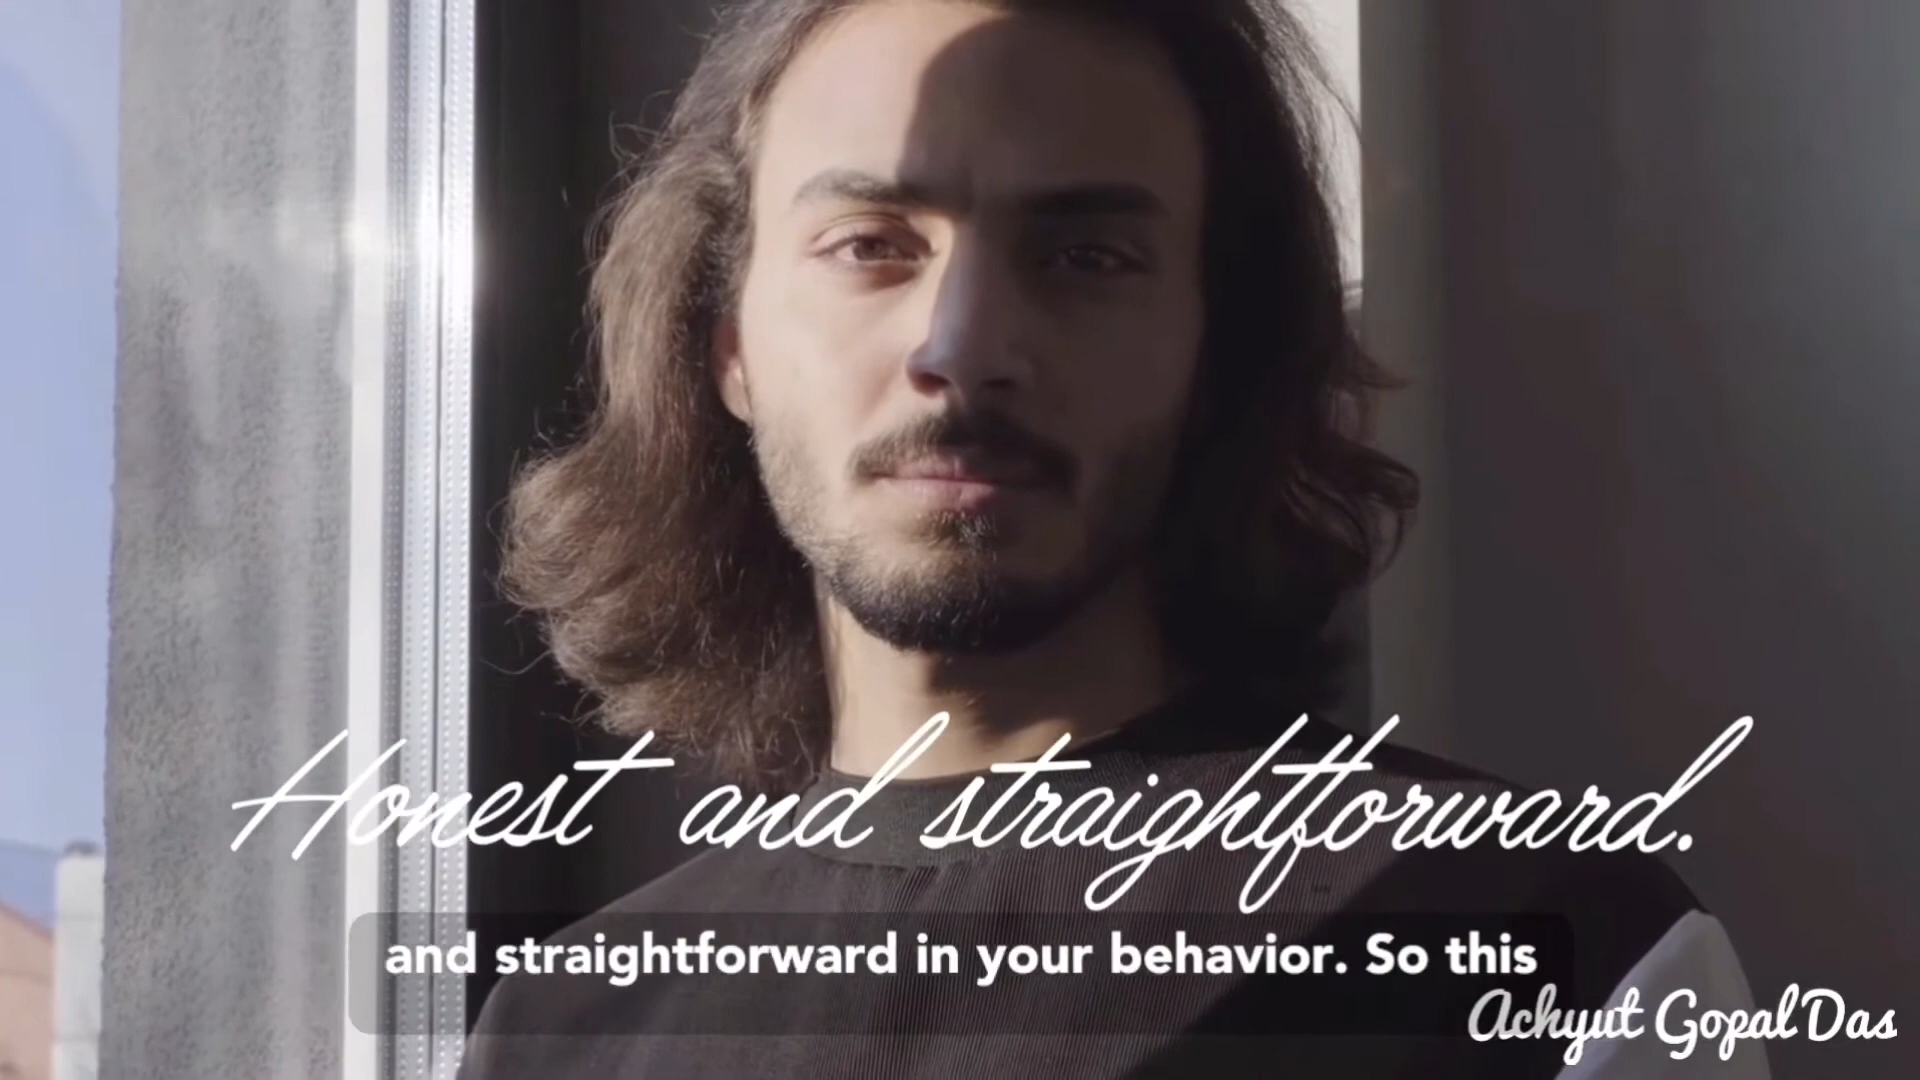 Honest and straightforward.
and straightforward in your behavior. So this
Achyut Gopal Das